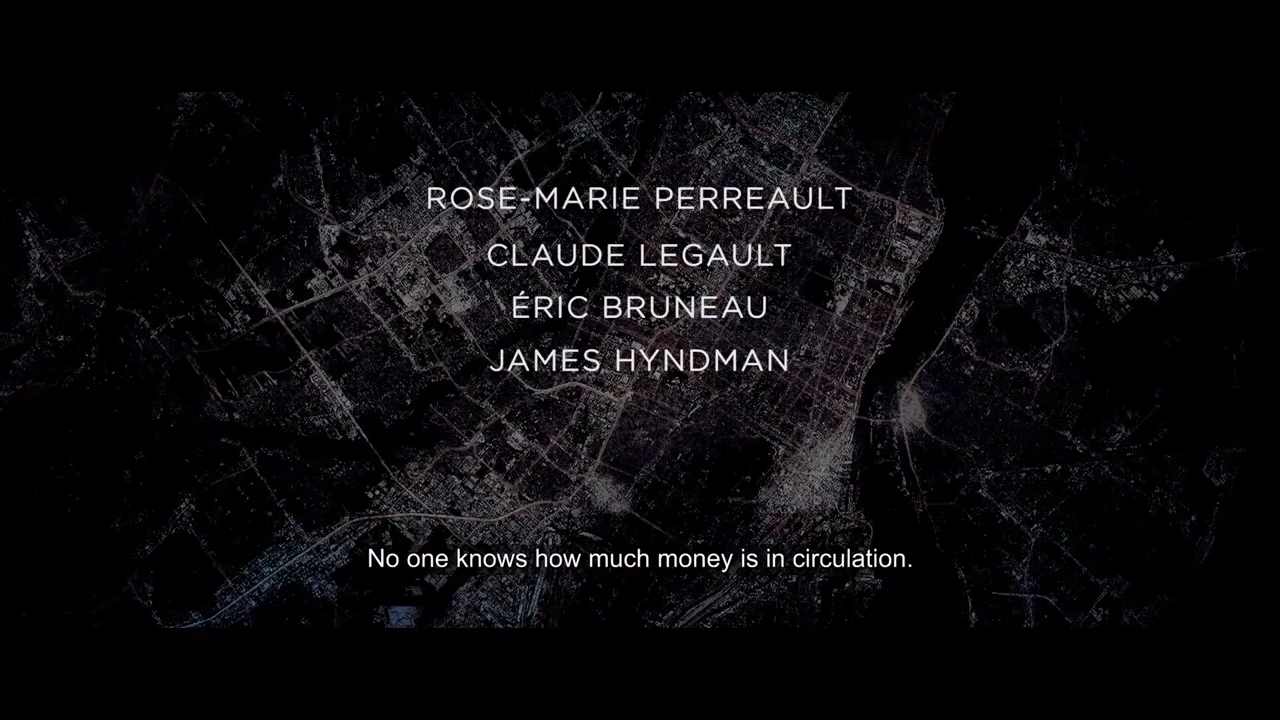 ROSE-MARIE PERREAULT
CLAUDE LEGAULT
ÉRIC BRUNEAU
JAMES HYNDMAN
No one knows how much money is in circulation.